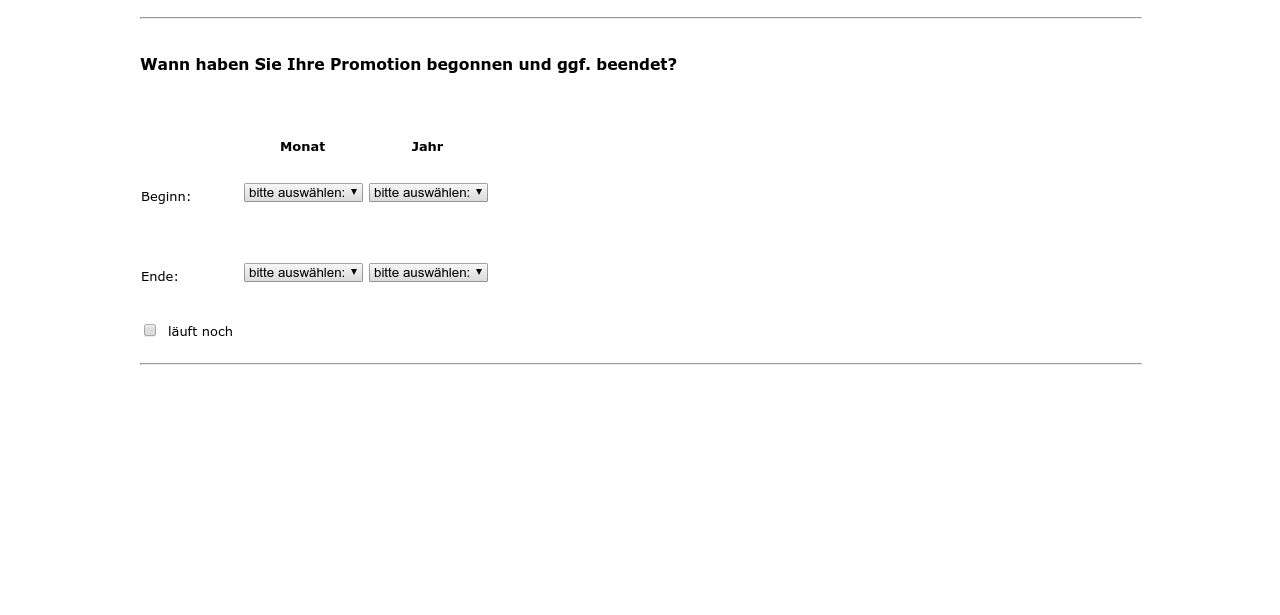 Wann haben Sie Ihre Promotion begonnen und ggf. beendet?
Monat Jahr
Beginn: bitte auswählen: bitte auswählen:
Ende: bitte auswählen: bitte auswählen:
läuft noch